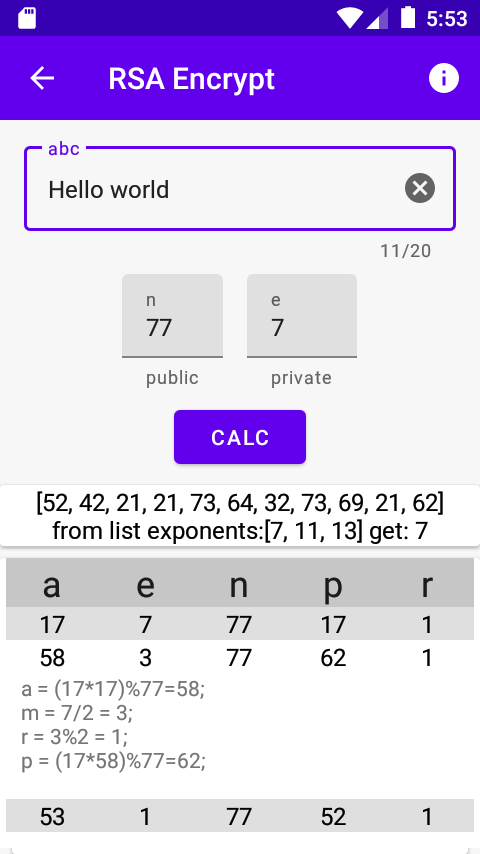 5:53
RSA Encrypt
abc
Hello world
11/20
n e
77 7
public private
CALC
[52, 42, 21, 21, 73, 64, 32, 73, 69, 21, 62]
from list exponents:[7, 11, 13] get: 7
a e n p r
17 7 77 17 1
58 3 77 62 1
a = (17*17)%77=58;
m = 7/2 = 3;
r = 3%2 = 1;
p = (17*58)%77=62;
53 1 77 52 1